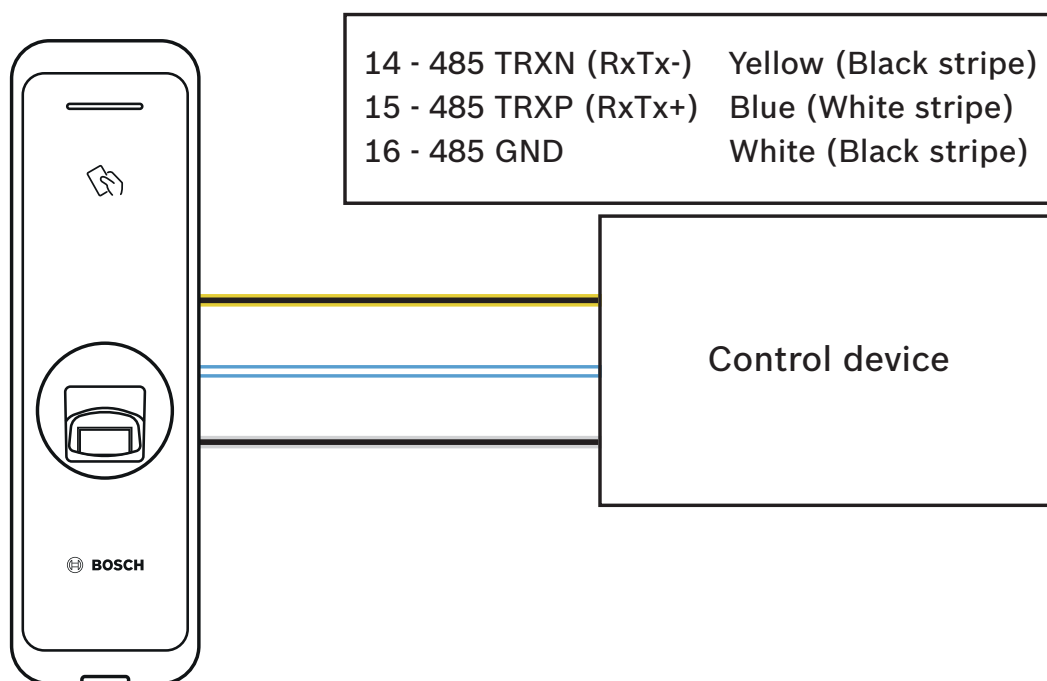 14 - 485 TRXN (RxTx-) Yellow (Black stripe)
15 - 485 TRXP (RxTx+) Blue (White stripe)
16 - 485 GND White (Black stripe)
Control device
BOSCH